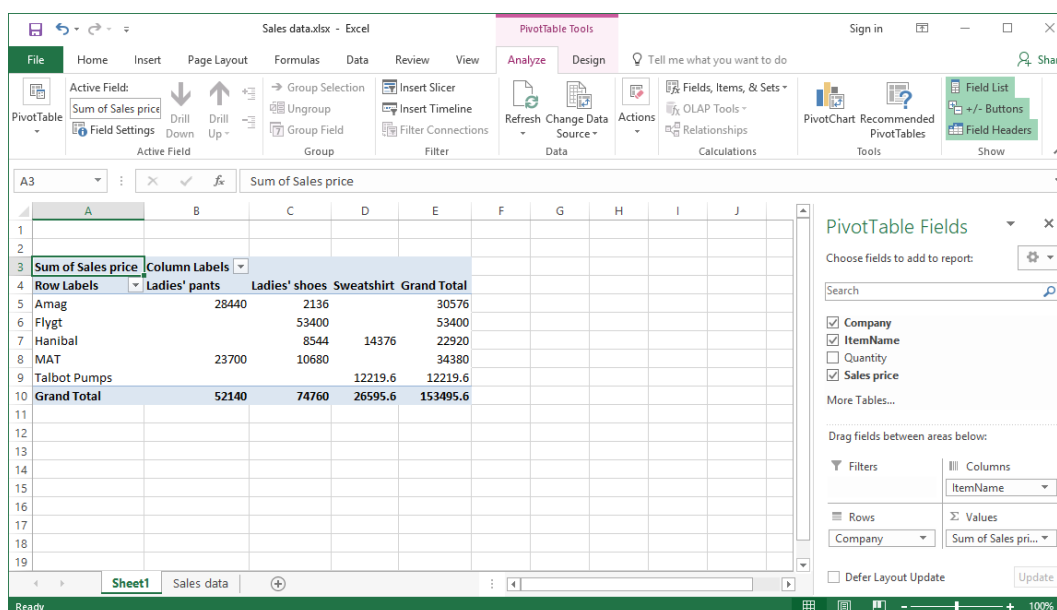 Sales data.xlsx - Excel
PivotTable Tools
Sign in
File Home Insert Page Layout Formulas Data Review View Analyze Design Tell me what you want to do Shar
PivotTable
Active Field:
Sum of Sales price
Field Settings
Drill Down
Drill Up
Active Field
Group Selection
Ungroup
Group Field
Group
Insert Slicer
Insert Timeline
Filter Connections
Filter
Refresh
Change Data Source
Data
Actions
Fields, Items, & Sets
OLAP Tools
Relationships
Calculations
PivotChart
Recommended PivotTables
Tools
Field List
+/- Buttons
Field Headers
Show
A3 fx Sum of Sales price
A B C D E F G H I J
1
2
3 Sum of Sales price Column Labels
4 Row Labels Ladies' pants Ladies' shoes Sweatshirt Grand Total
5 Amag 28440 2136 30576
6 Flygt 53400 53400
7 Hanibal 8544 14376 22920
8 MAT 23700 10680 34380
9 Talbot Pumps 12219.6 12219.6
10 Grand Total 52140 74760 26595.6 153495.6
11
12
13
14
15
16
17
18
19
PivotTable Fields
Choose fields to add to report:
Search
Company
ItemName
Quantity
Sales price
More Tables...
Drag fields between areas below:
Filters
Columns
ItemName
Rows
Company
Σ Values
Sum of Sales pri...
Defer Layout Update
Update
Sheet1 Sales data
Ready
100%